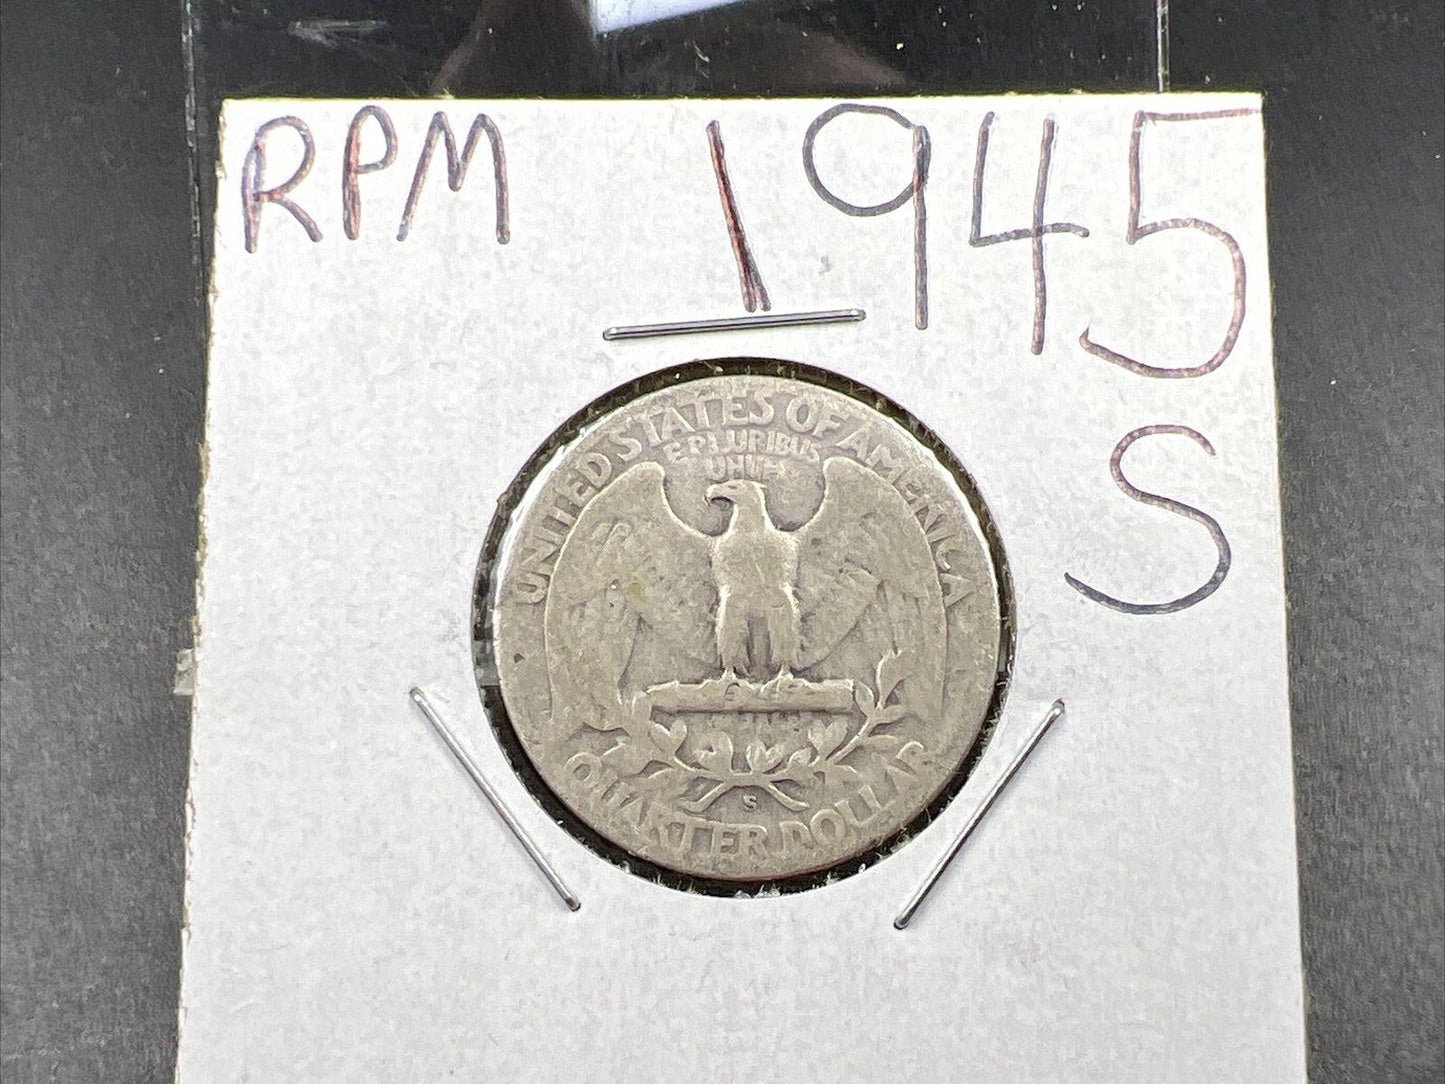 RPM 1945
S
UNITED STATES OF AMERICA
E PLURIBUS
UNUM
S
QUARTER DOLLAR